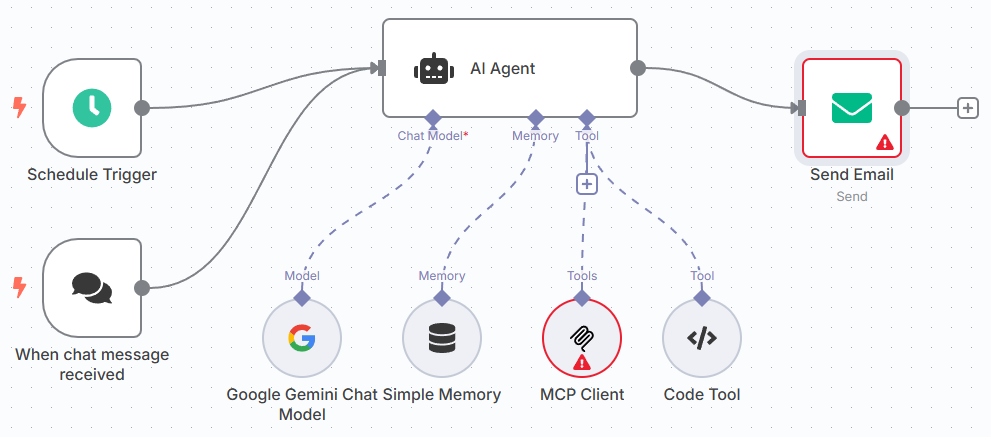 AI Agent
Chat Model*
Memory
Tool
Schedule Trigger
Send Email
Send
When chat message
received
Model
Memory
Tools
Tool
Google Gemini Chat
Model
Simple Memory
MCP Client
Code Tool